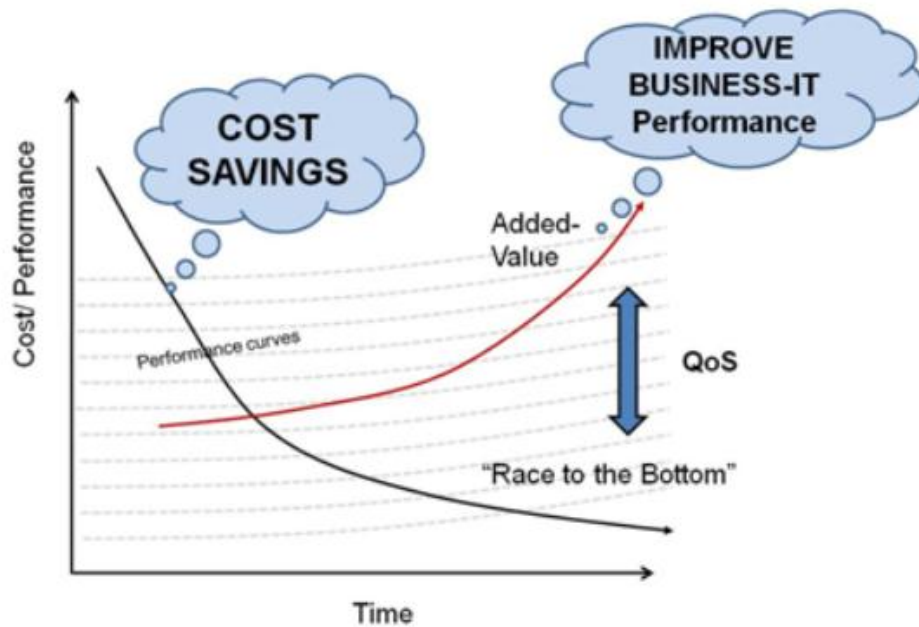 IMPROVE
BUSINESS-IT
Performance
COST
SAVINGS
Cost/ Performance
Added-
Value
Performance curves
QoS
“Race to the Bottom”
Time